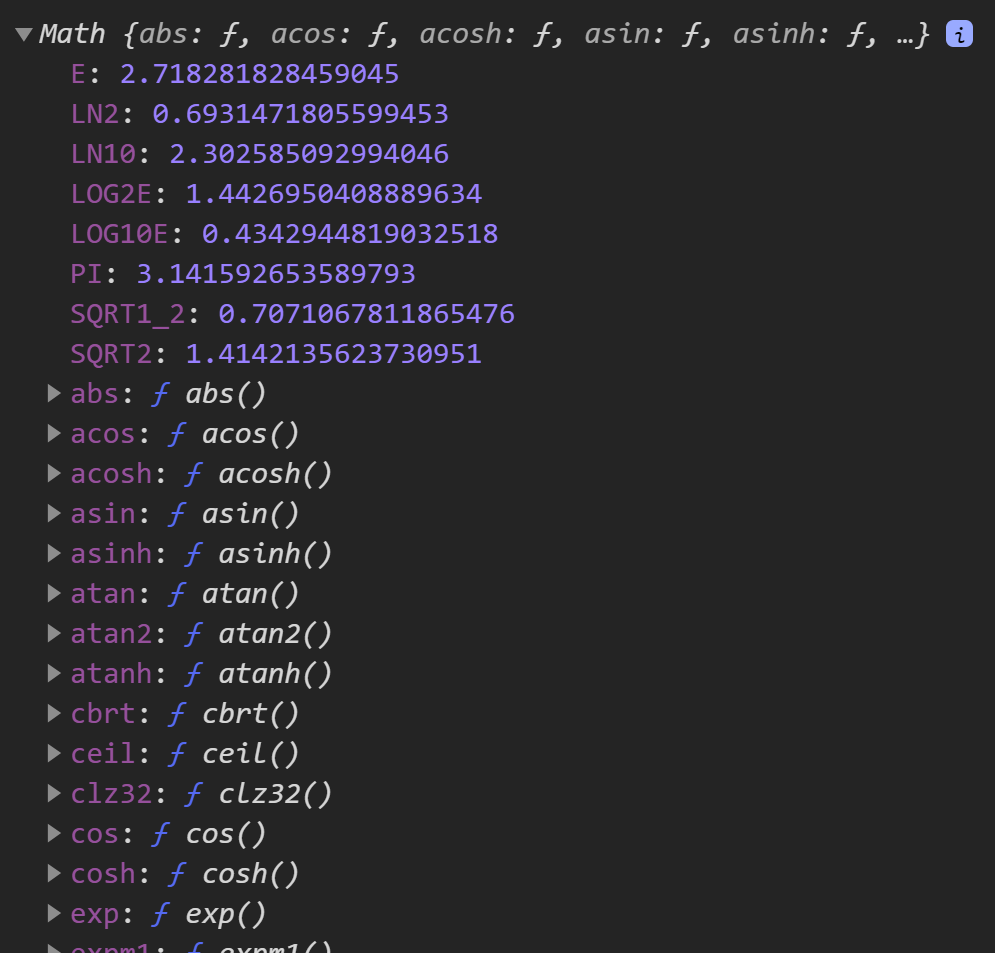 ▼Math {abs: ƒ, acos: ƒ, acosh: ƒ, asin: ƒ, asinh: ƒ, …} i
E: 2.718281828459045
LN2: 0.6931471805599453
LN10: 2.302585092994046
LOG2E: 1.4426950408889634
LOG10E: 0.4342944819032518
PI: 3.141592653589793
SQRT1_2: 0.7071067811865476
SQRT2: 1.4142135623730951
▶abs: ƒ abs()
▶acos: ƒ acos()
▶acosh: ƒ acosh()
▶asin: ƒ asin()
▶asinh: ƒ asinh()
▶atan: ƒ atan()
▶atan2: ƒ atan2()
▶atanh: ƒ atanh()
▶cbrt: ƒ cbrt()
▶ceil: ƒ ceil()
▶clz32: ƒ clz32()
▶cos: ƒ cos()
▶cosh: ƒ cosh()
▶exp: ƒ exp()
▶expm1: ƒ expm1()